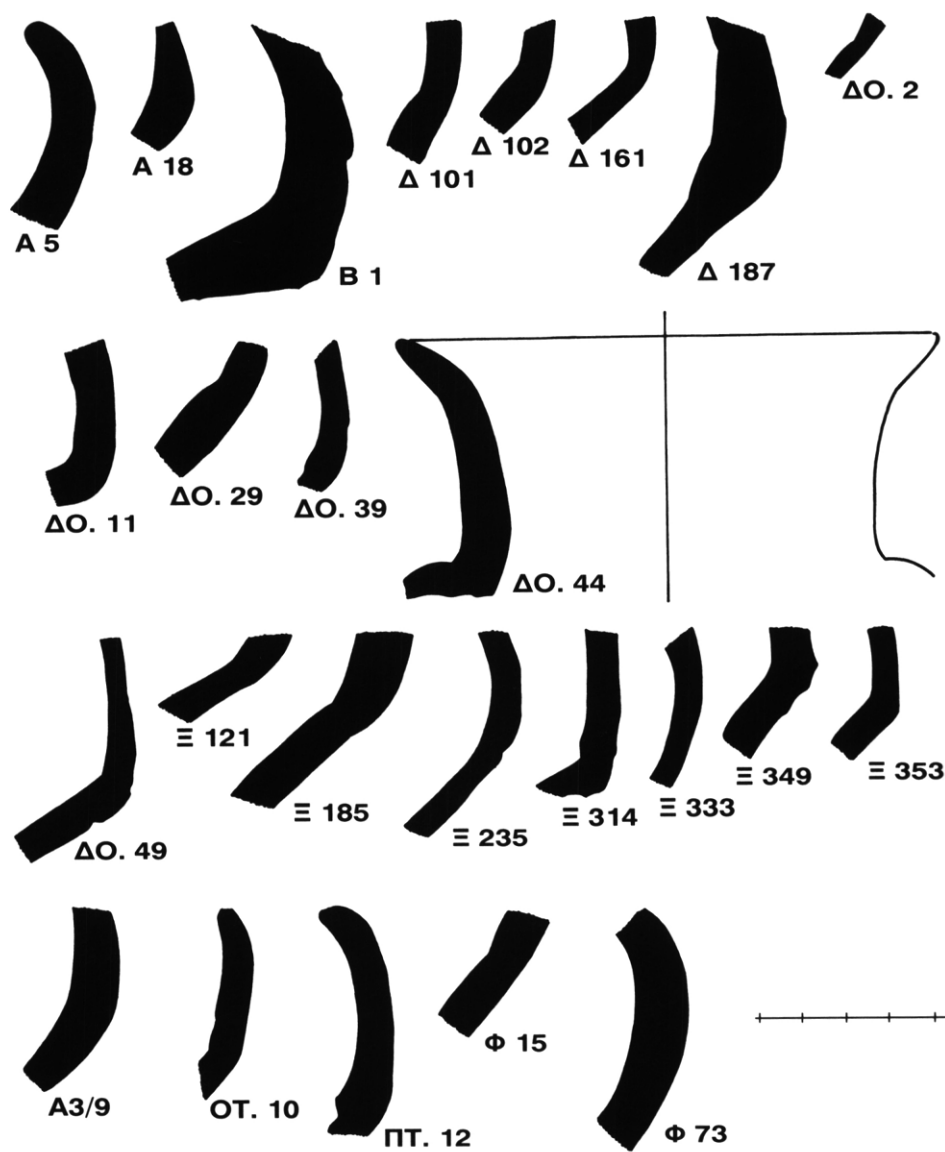 Α 5
Α 18
Β 1
Δ 101
Δ 102
Δ 161
Δ 187
ΔΟ. 2
ΔΟ. 11
ΔΟ. 29
ΔΟ. 39
ΔΟ. 44
ΔΟ. 49
Ξ 121
Ξ 185
Ξ 235
Ξ 314
Ξ 333
Ξ 349
Ξ 353
ΑΖ/9
ΟΤ. 10
ΠΤ. 12
Φ 15
Φ 73